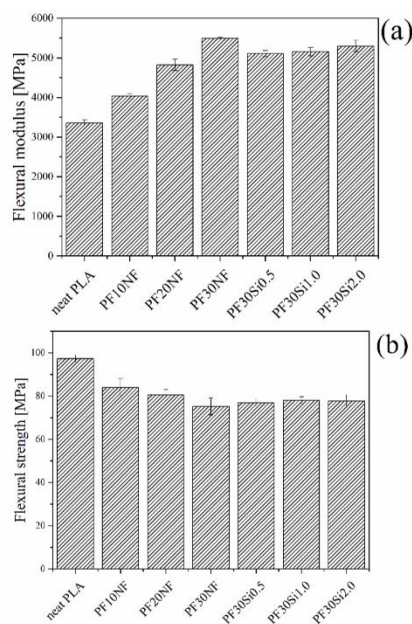 (a)
Flexural modulus [MPa]
6000
5000
4000
3000
2000
1000
0
neat PLA
PF10NF
PF20NF
PF30NF
PF30Si0.5
PF30Si1.0
PF30Si2.0
(b)
Flexural strength [MPa]
100
80
60
40
20
0
neat PLA
PF10NF
PF20NF
PF30NF
PF30Si0.5
PF30Si1.0
PF30Si2.0